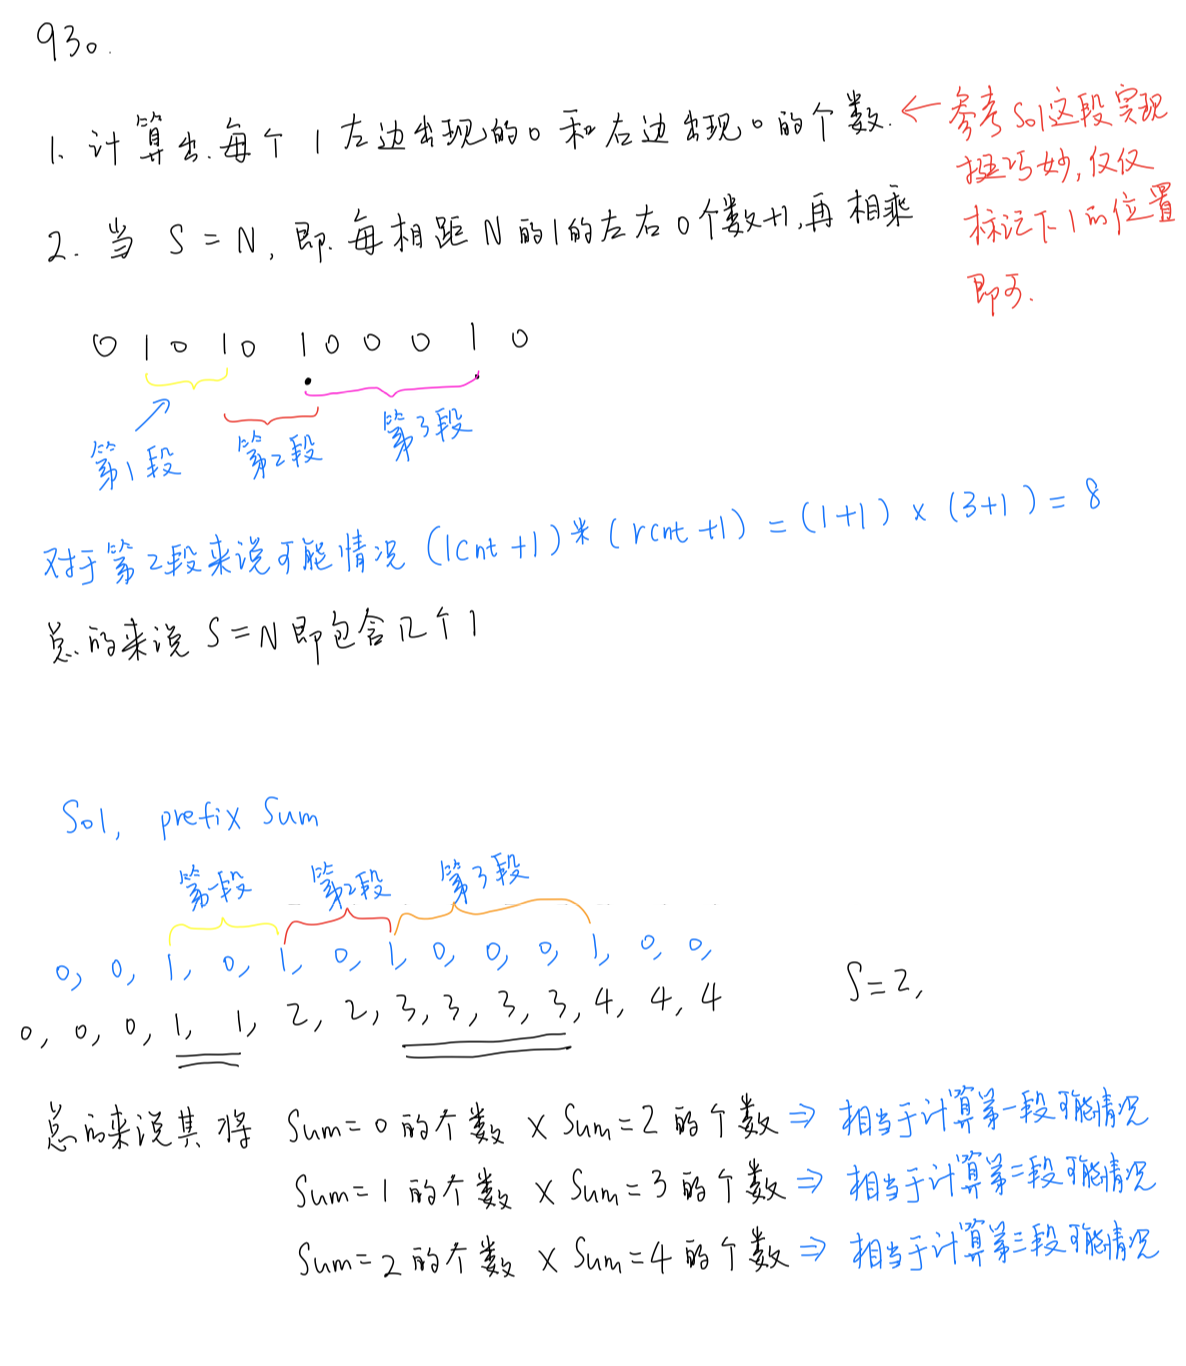 930.
1. 计算出.每个1左边出现的0和右边出现0的个数. ← 参考Sol这段实现
挺巧妙,仅仅
标记下1的位置
即可.
2. 当 S=N, 即.每相距N的1的左右0个数+1,再相乘
0 1 0 1 0 1 0 0 0 1 0
第1段 第2段 第3段
对于第2段来说可能情况 (lcnt+1)*(rcnt+1) = (1+1) × (3+1) = 8
总的来说 S=N即包含几个1
Sol, prefix Sum
第一段 第2段 第3段
0, 0, 1, 0, 1, 0, 1, 0, 0, 0, 1, 0, 0,
0, 0, 0, 1, 1, 2, 2, 3, 3, 3, 3, 4, 4, 4
S=2,
总的来说其将 Sum=0的个数 × Sum=2的个数 ⇒ 相当于计算第一段可能情况
Sum=1的个数 × Sum=3的个数 ⇒ 相当于计算第二段可能情况
Sum=2的个数 × Sum=4的个数 ⇒ 相当于计算第三段可能情况